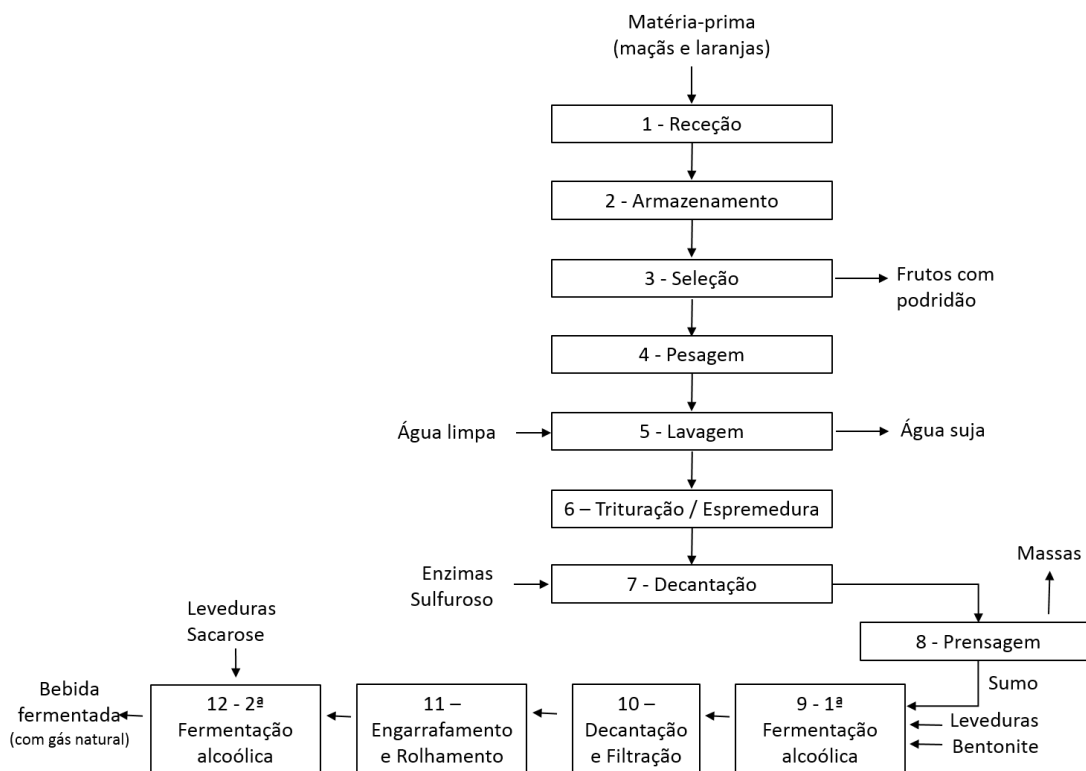 Matéria-prima
(maçãs e laranjas)
1 - Receção
2 - Armazenamento
3 - Seleção
Frutos com
podridão
4 - Pesagem
Água limpa
5 - Lavagem
Água suja
6 – Trituração / Espremedura
Massas
Enzimas
Sulfuroso
7 - Decantação
8 - Prensagem
Sumo
Leveduras
Bentonite
9 - 1ª
Fermentação
alcoólica
10 –
Decantação
e Filtração
11 –
Engarrafamento
e Rolhamento
Leveduras
Sacarose
12 - 2ª
Fermentação
alcoólica
Bebida
fermentada
(com gás natural)